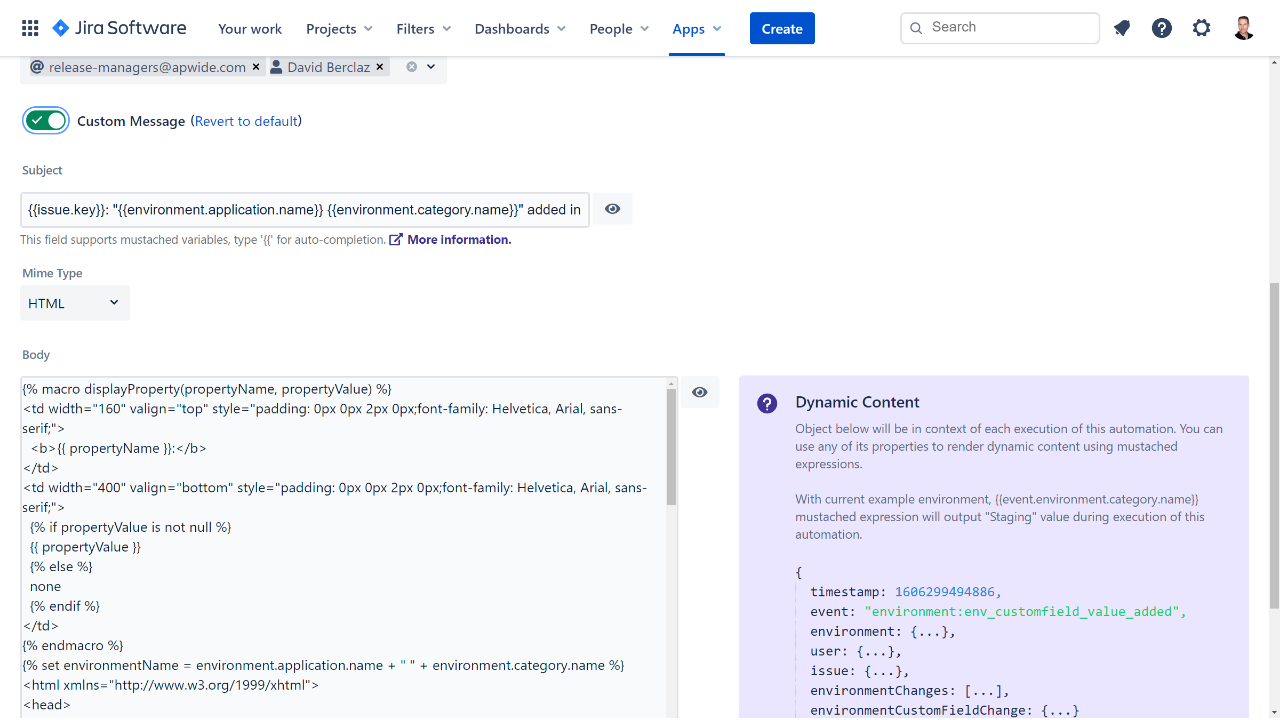 Jira Software Your work Projects Filters Dashboards People Apps Create Search
release-managers@apwide.com × David Berclaz ×
Custom Message (Revert to default)
Subject
{{issue.key}}: "{{environment.application.name}} {{environment.category.name}}" added in
This field supports mustached variables, type '{{' for auto-completion. More information.
Mime Type
HTML
Body
{% macro displayProperty(propertyName, propertyValue) %}
<td width="160" valign="top" style="padding: 0px 0px 2px 0px;font-family: Helvetica, Arial, sans-
serif;">
<b>{{ propertyName }}:</b>
</td>
<td width="400" valign="bottom" style="padding: 0px 0px 2px 0px;font-family: Helvetica, Arial, sans-
serif;">
{% if propertyValue is not null %}
{{ propertyValue }}
{% else %}
none
{% endif %}
</td>
{% endmacro %}
{% set environmentName = environment.application.name + " " + environment.category.name %}
<html xmlns="http://www.w3.org/1999/xhtml">
<head>
Dynamic Content
Object below will be in context of each execution of this automation. You can
use any of its properties to render dynamic content using mustached
expressions.
With current example environment, {{event.environment.category.name}}
mustached expression will output "Staging" value during execution of this
automation.
{
timestamp: 1606299494886,
event: "environment:env_customfield_value_added",
environment: {...},
user: {...},
issue: {...},
environmentChanges: [...],
environmentCustomFieldChange: {...}